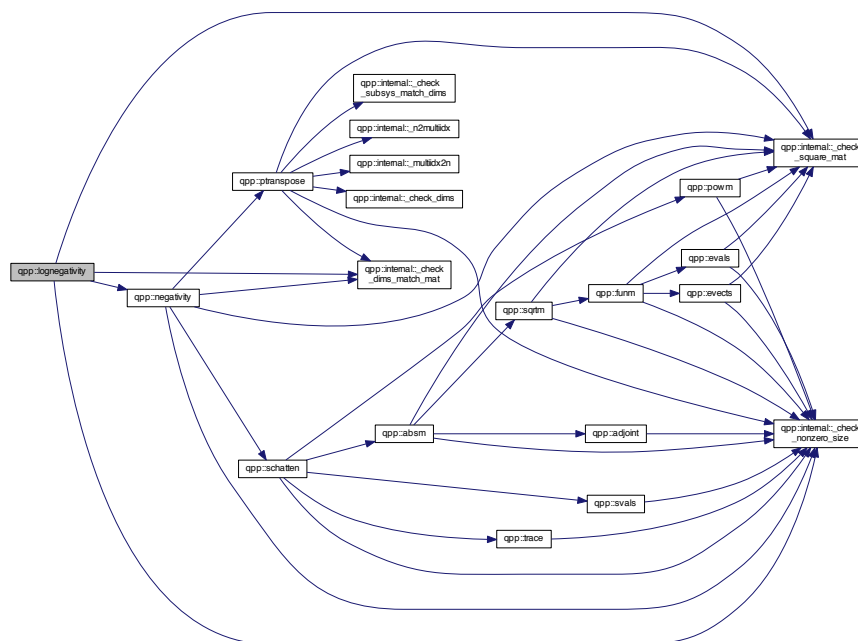 qpp::internal::_check
_subsys_match_dims
qpp::internal::_n2multiidx
qpp::internal::_check
_square_mat
qpp::internal::_multiidx2n
qpp::ptranspose
qpp::powm
qpp::internal::_check_dims
qpp::evals
qpp::lognegativity
qpp::internal::_check
_dims_match_mat
qpp::negativity
qpp::funm
qpp::evects
qpp::sqrtm
qpp::absm
qpp::adjoint
qpp::internal::_check
_nonzero_size
qpp::schatten
qpp::svals
qpp::trace